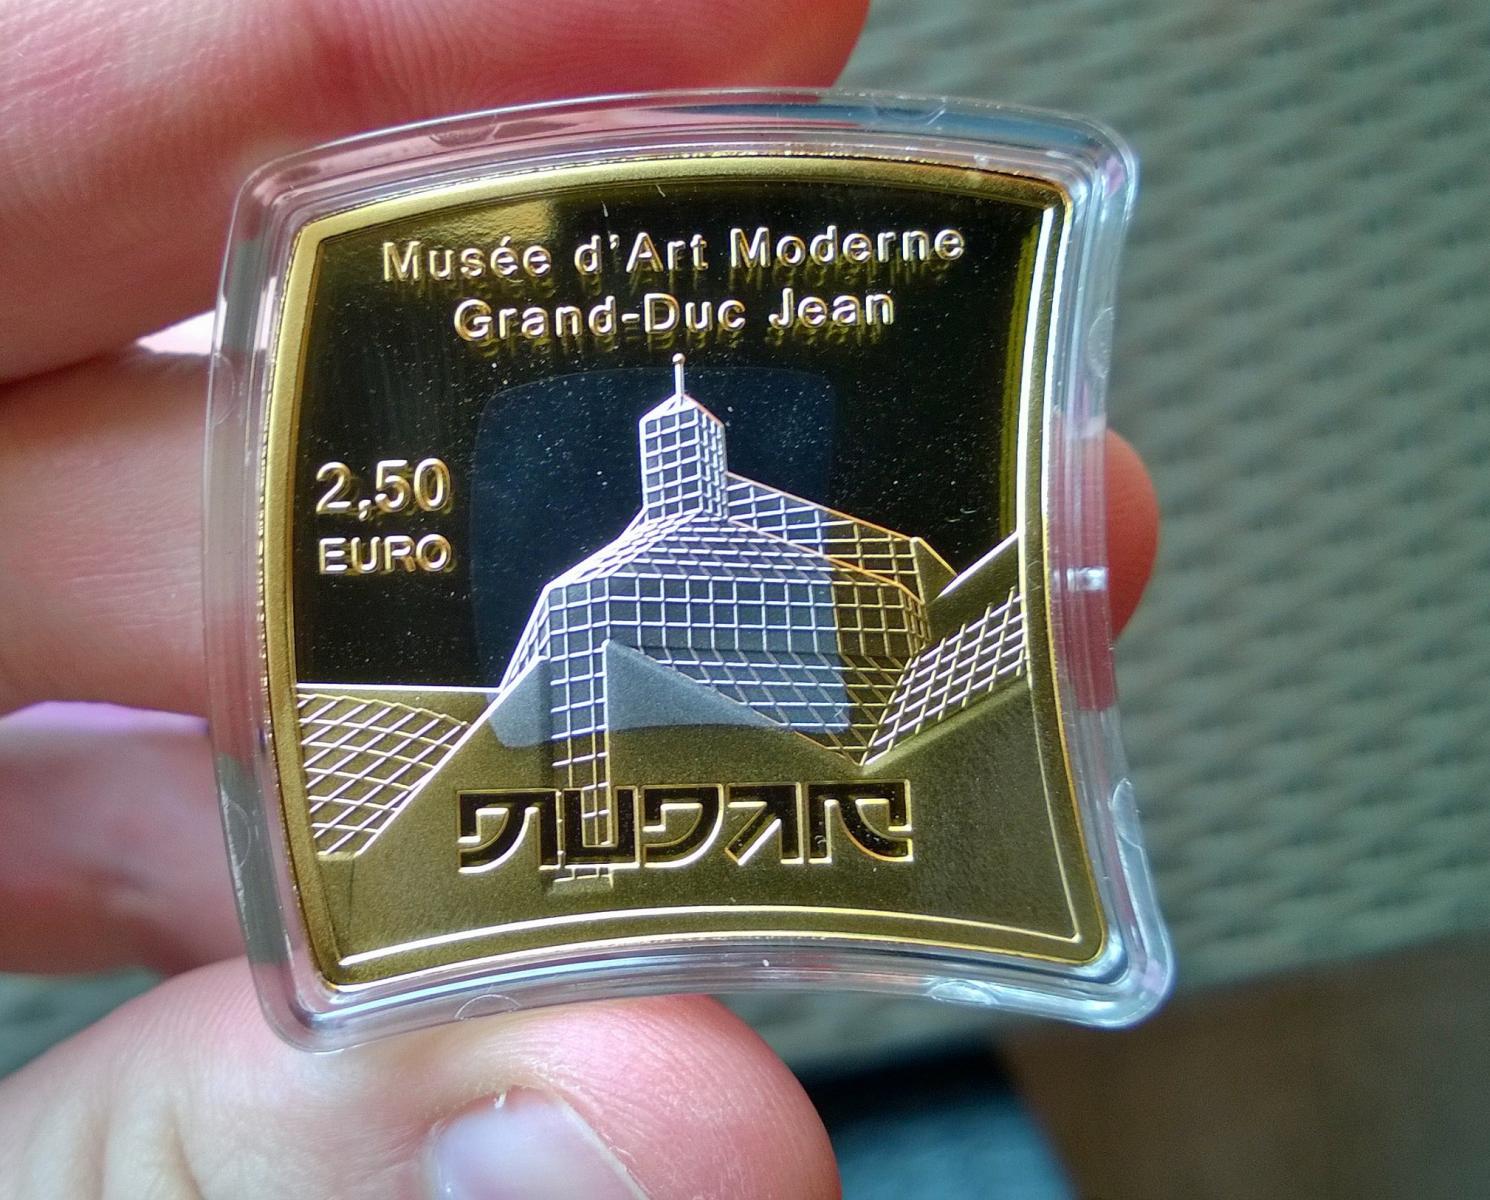 Musée d'Art Moderne
Grand-Duc Jean
2,50
EURO
MUDAM